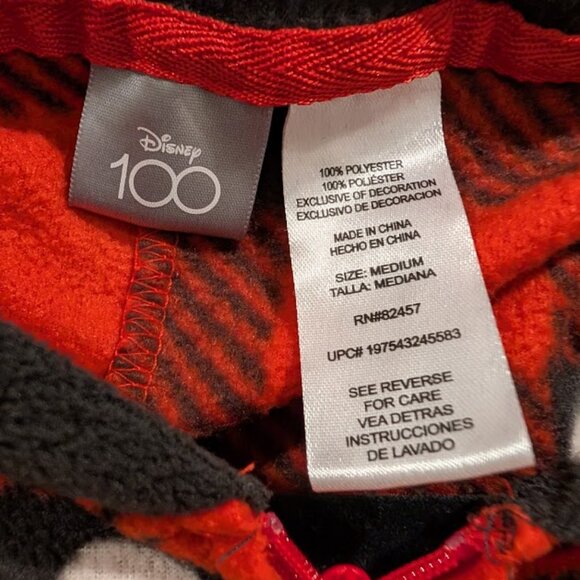 Disney
100
100% POLYESTER
100% POLIÉSTER
EXCLUSIVE OF DECORATION
EXCLUSIVO DE DECORACION
MADE IN CHINA
HECHO EN CHINA
SIZE: MEDIUM
TALLA: MEDIANA
RN#82457
UPC# 197543245583
SEE REVERSE
FOR CARE
VEA DETRAS
INSTRUCCIONES
DE LAVADO